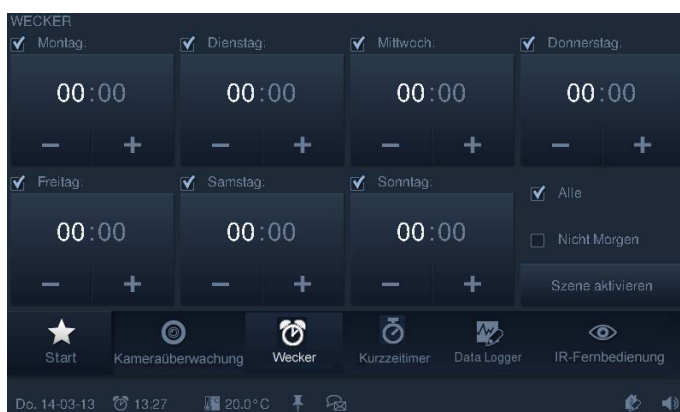 WECKER
Montag: Dienstag: Mittwoch: Donnerstag:
00:00 00:00 00:00 00:00
− + − + − + − +
Freitag: Samstag: Sonntag:
Alle
00:00 00:00 00:00
Nicht Morgen
− + − + − +
Szene aktivieren
Start Kameraüberwachung Wecker Kurzzeitimer Data Logger IR-Fernbedienung
Do. 14-03-13 13:27 20.0°C